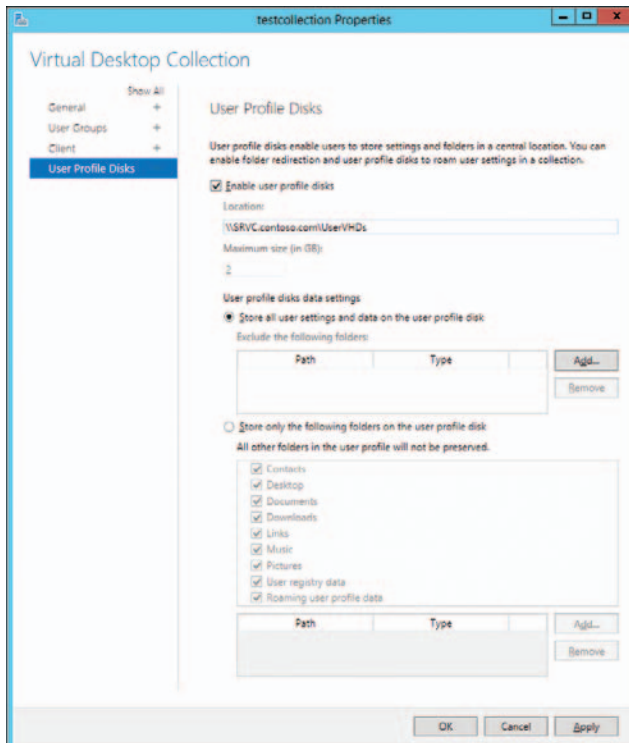 testcollection Properties
Virtual Desktop Collection
Show All
General +
User Groups +
Client +
User Profile Disks
User Profile Disks
User profile disks enable users to store settings and folders in a central location. You can
enable folder redirection and user profile disks to roam user settings in a collection.
Enable user profile disks
Location:
\\SRVC.contoso.com\UserVHDs
Maximum size (in GB):
2
User profile disks data settings
Store all user settings and data on the user profile disk
Exclude the following folders:
Path Type
Add...
Remove
Store only the following folders on the user profile disk
All other folders in the user profile will not be preserved.
Contacts
Desktop
Documents
Downloads
Links
Music
Pictures
User registry data
Roaming user profile data
Path Type
Add...
Remove
OK Cancel Apply